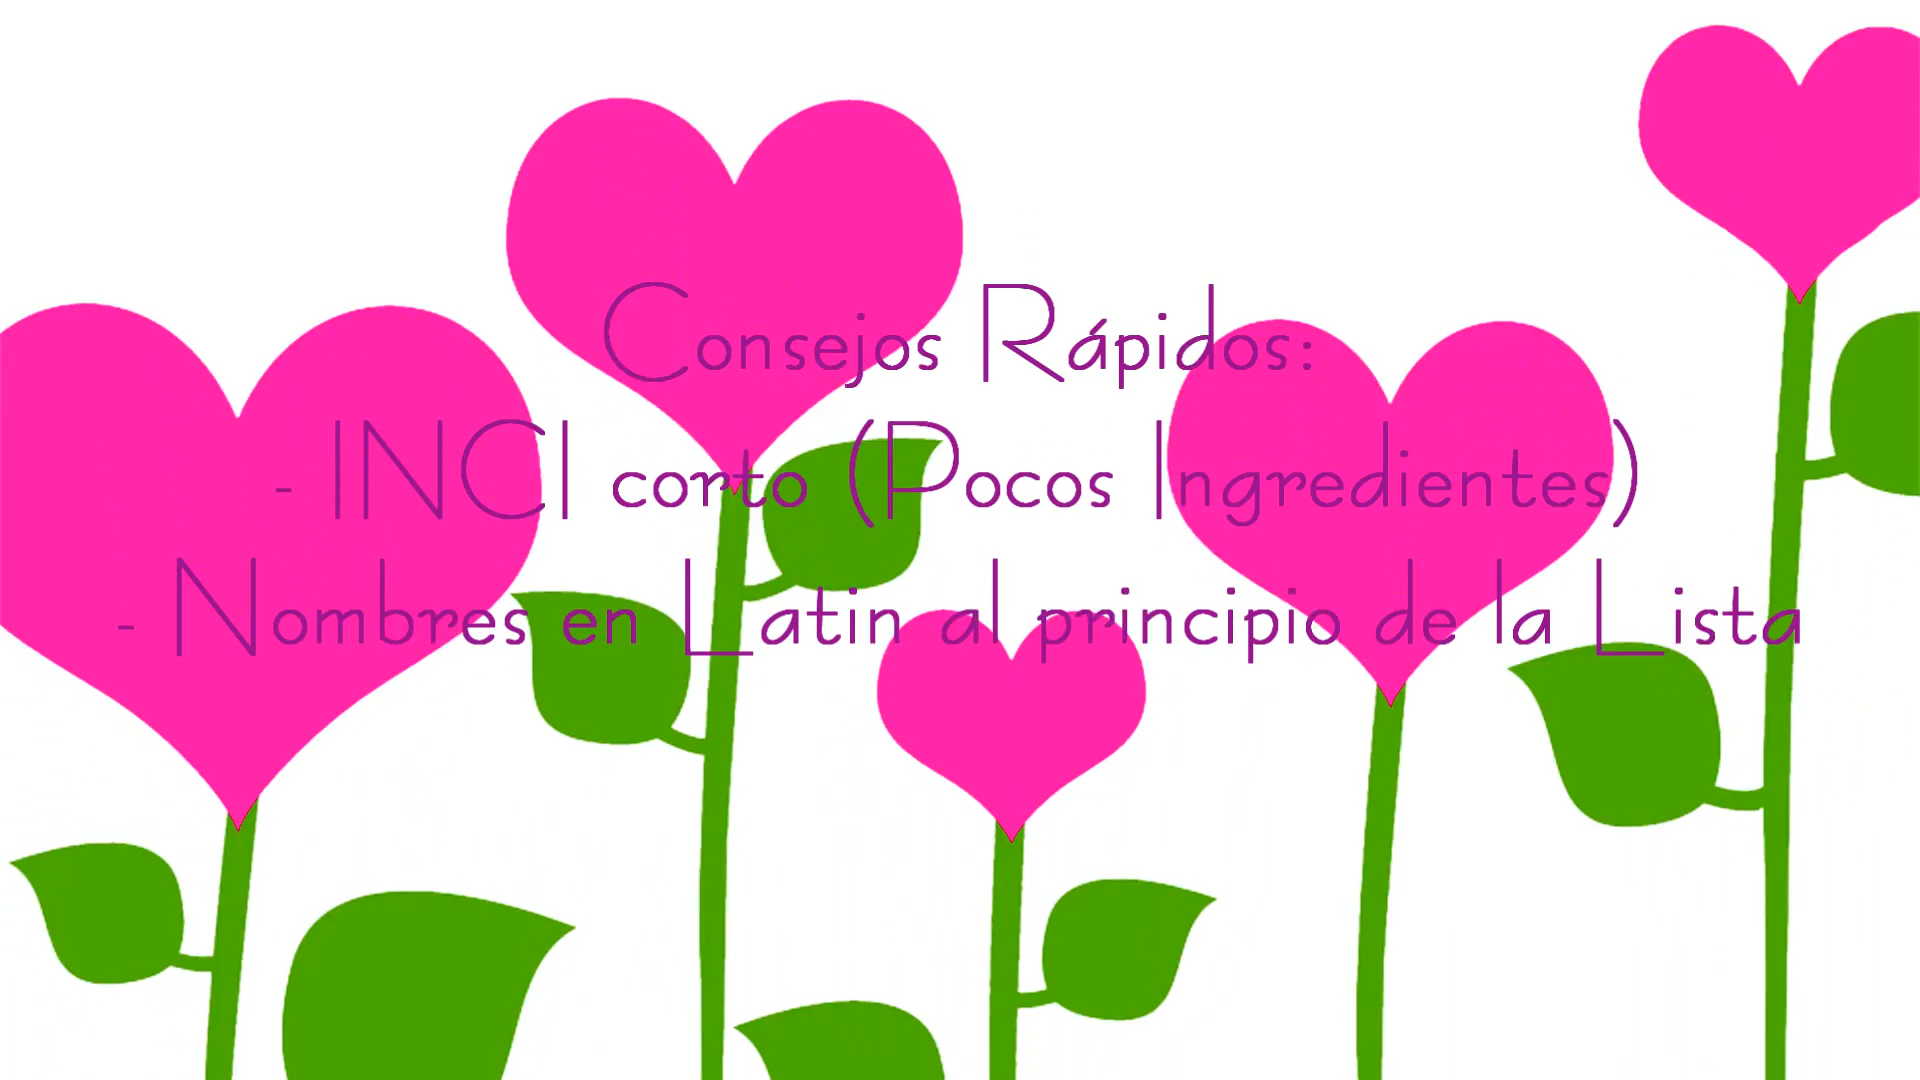 Consejos Rápidos:
- INCI corto (Pocos Ingredientes)
- Nombres en Latin al principio de la Lista